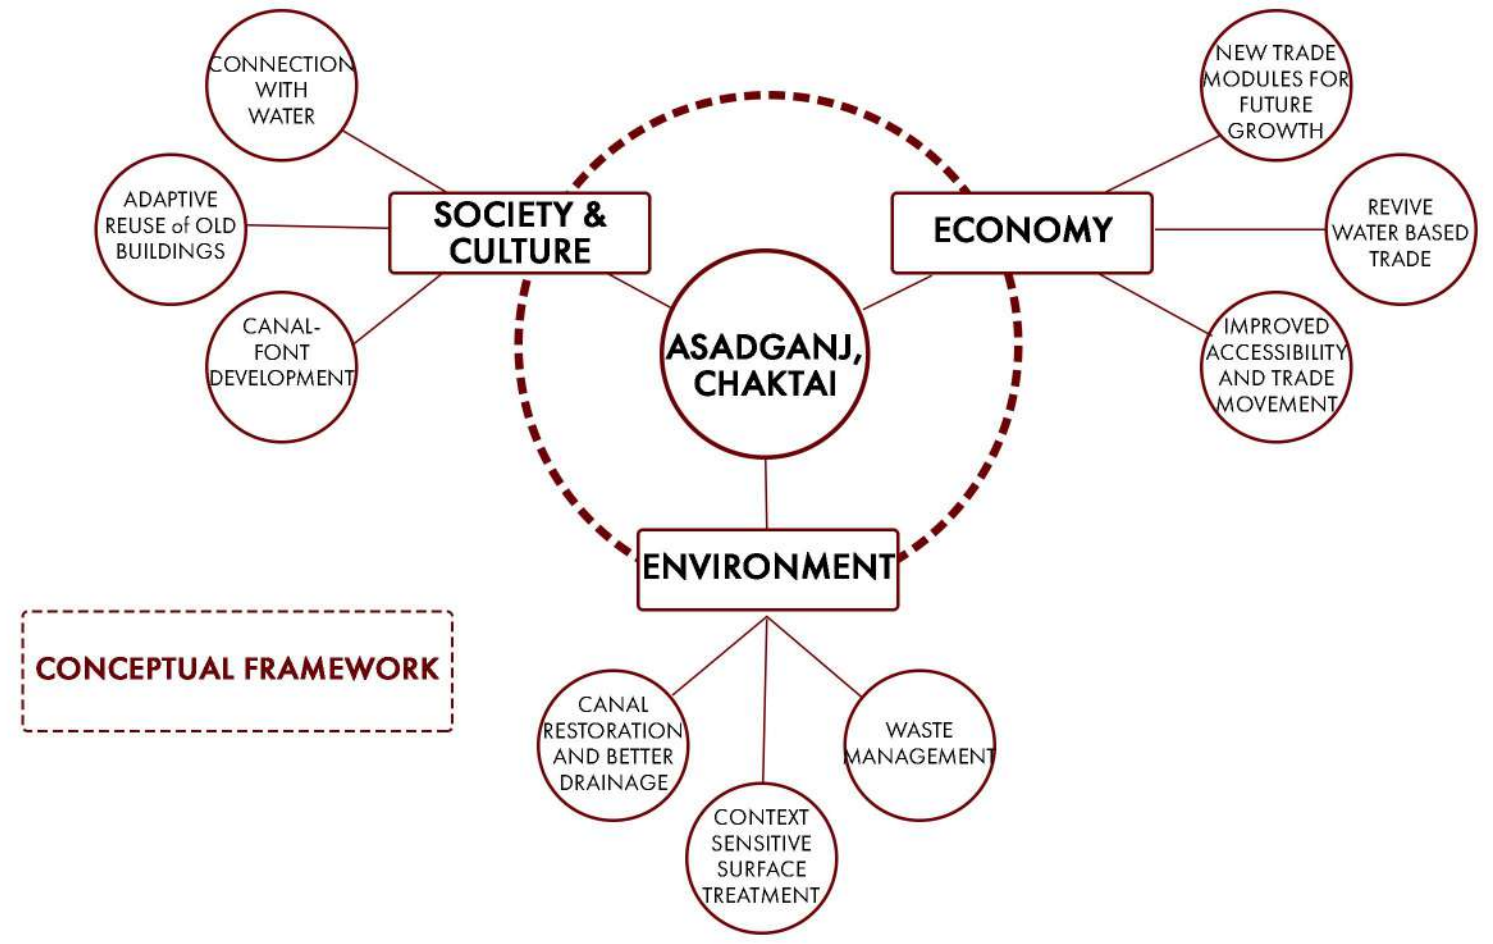 CONNECTION
WITH
WATER
ADAPTIVE
REUSE of OLD
BUILDINGS
CANAL-
FONT
DEVELOPMENT
SOCIETY &
CULTURE
ASADGANJ,
CHAKTAI
ECONOMY
NEW TRADE
MODULES FOR
FUTURE
GROWTH
REVIVE
WATER BASED
TRADE
IMPROVED
ACCESSIBILITY
AND TRADE
MOVEMENT
ENVIRONMENT
CANAL
RESTORATION
AND BETTER
DRAINAGE
CONTEXT
SENSITIVE
SURFACE
TREATMENT
WASTE
MANAGEMENT
CONCEPTUAL FRAMEWORK